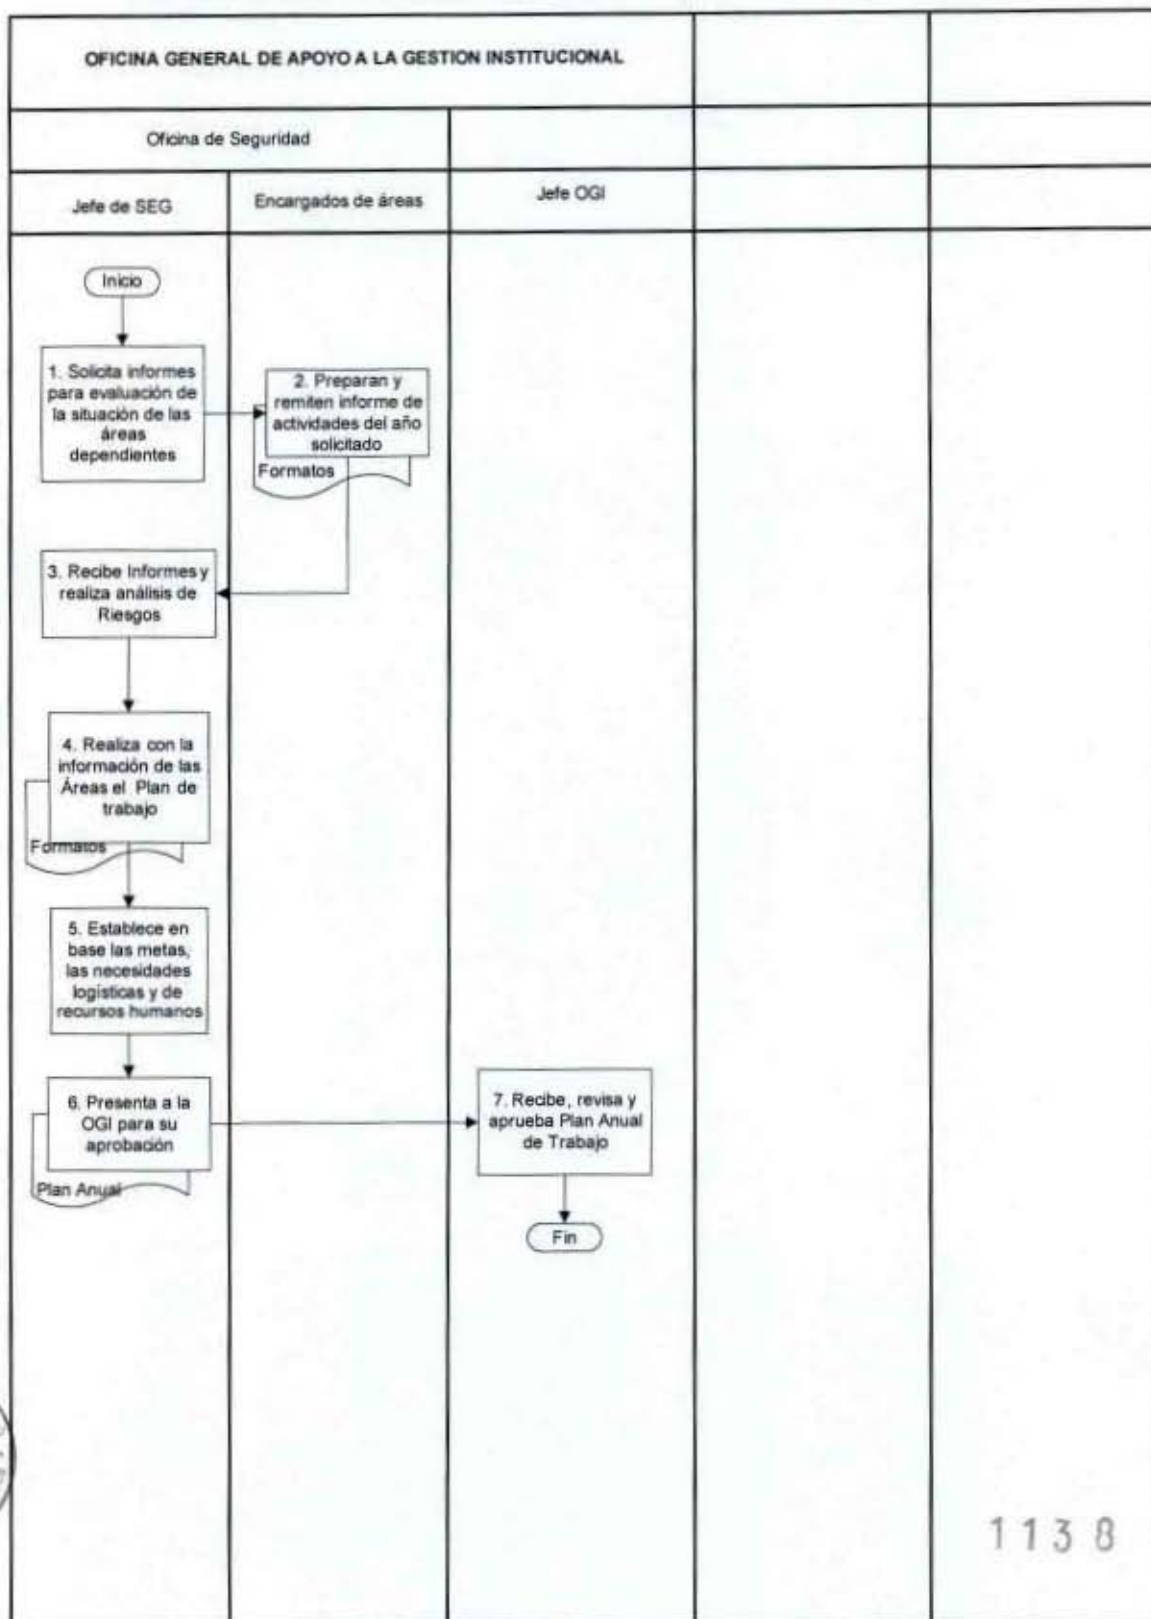 OFICINA GENERAL DE APOYO A LA GESTION INSTITUCIONAL
Oficina de Seguridad
Jefe de SEG
Encargados de áreas
Jefe OGI
Inicio
1. Solicita informes
para evaluación de
la situación de las
áreas
dependientes
2. Preparan y
remiten informe de
actividades del año
solicitado
Formatos
3. Recibe Informes y
realiza análisis de
Riesgos
4. Realiza con la
información de las
Áreas el Plan de
trabajo
Formatos
5. Establece en
base las metas,
las necesidades
logísticas y de
recursos humanos
6. Presenta a la
OGI para su
aprobación
Plan Anual
7. Recibe, revisa y
aprueba Plan Anual
de Trabajo
Fin
1138